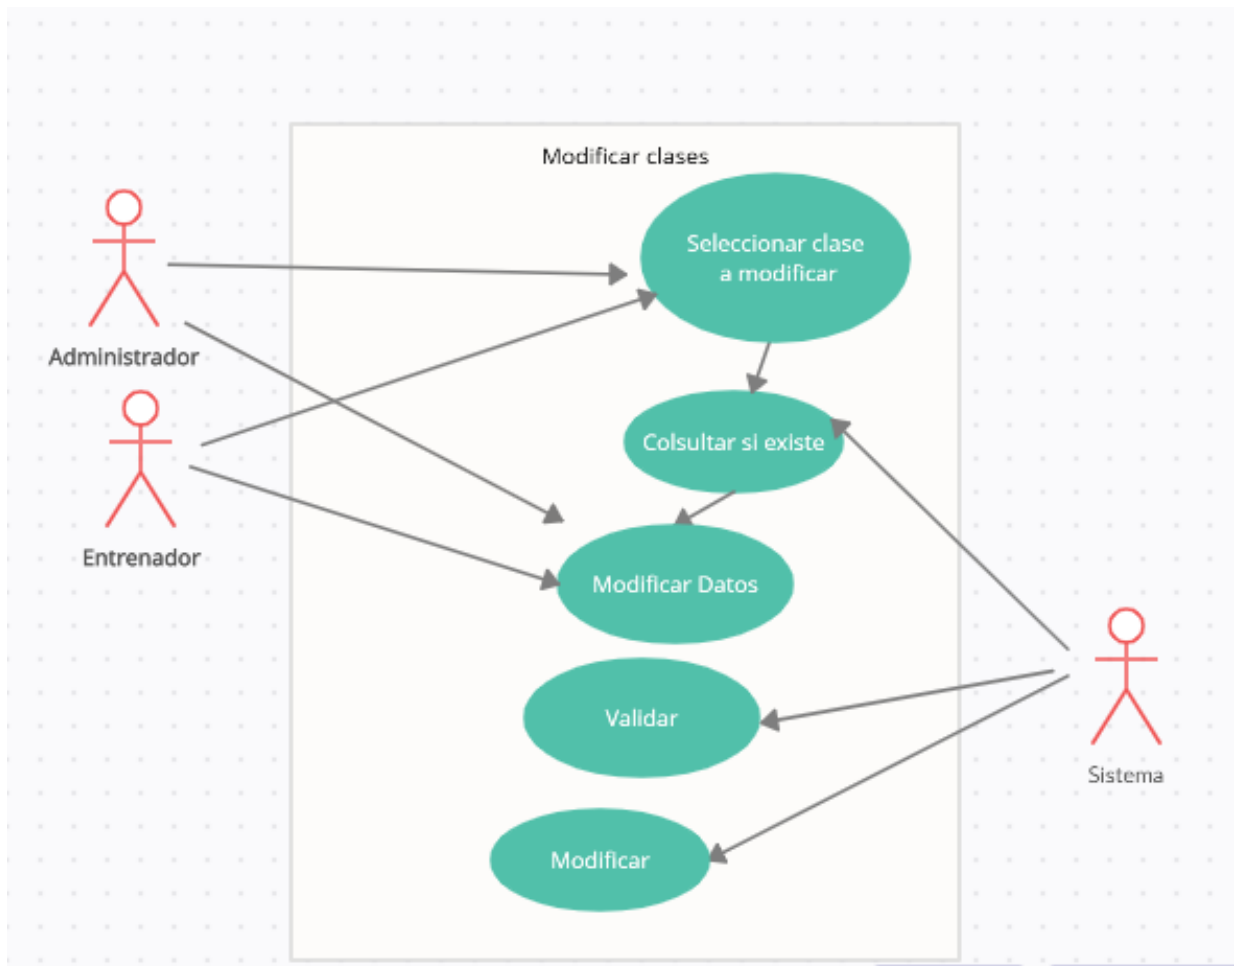 Modificar clases
Seleccionar clase
a modificar
Administrador
Colsultar si existe
Entrenador
Modificar Datos
Validar
Sistema
Modificar